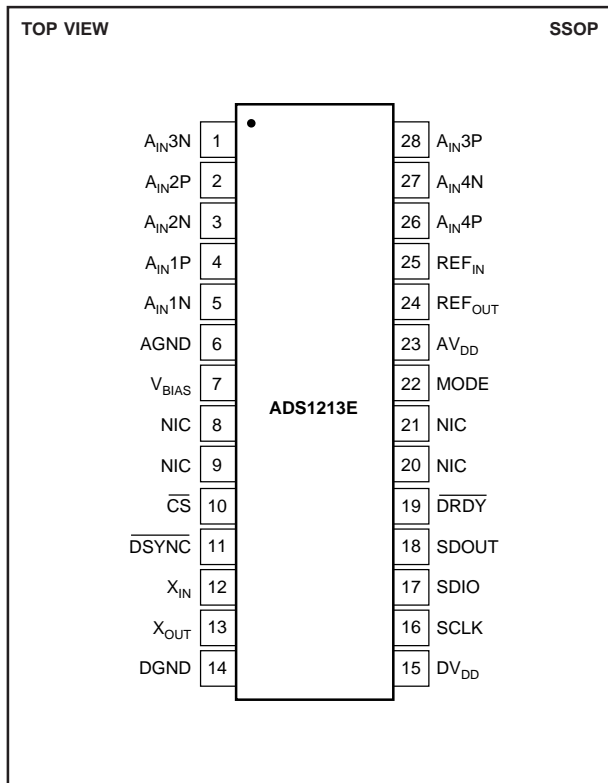 TOP VIEW SSOP
A_IN3N 1 28 A_IN3P
A_IN2P 2 27 A_IN4N
A_IN2N 3 26 A_IN4P
A_IN1P 4 25 REF_IN
A_IN1N 5 24 REF_OUT
AGND 6 23 AV_DD
V_BIAS 7 22 MODE
ADS1213E
NIC 8 21 NIC
NIC 9 20 NIC
C̅S̅ 10 19 D̅R̅D̅Y̅
D̅S̅Y̅N̅C̅ 11 18 SDOUT
X_IN 12 17 SDIO
X_OUT 13 16 SCLK
DGND 14 15 DV_DD